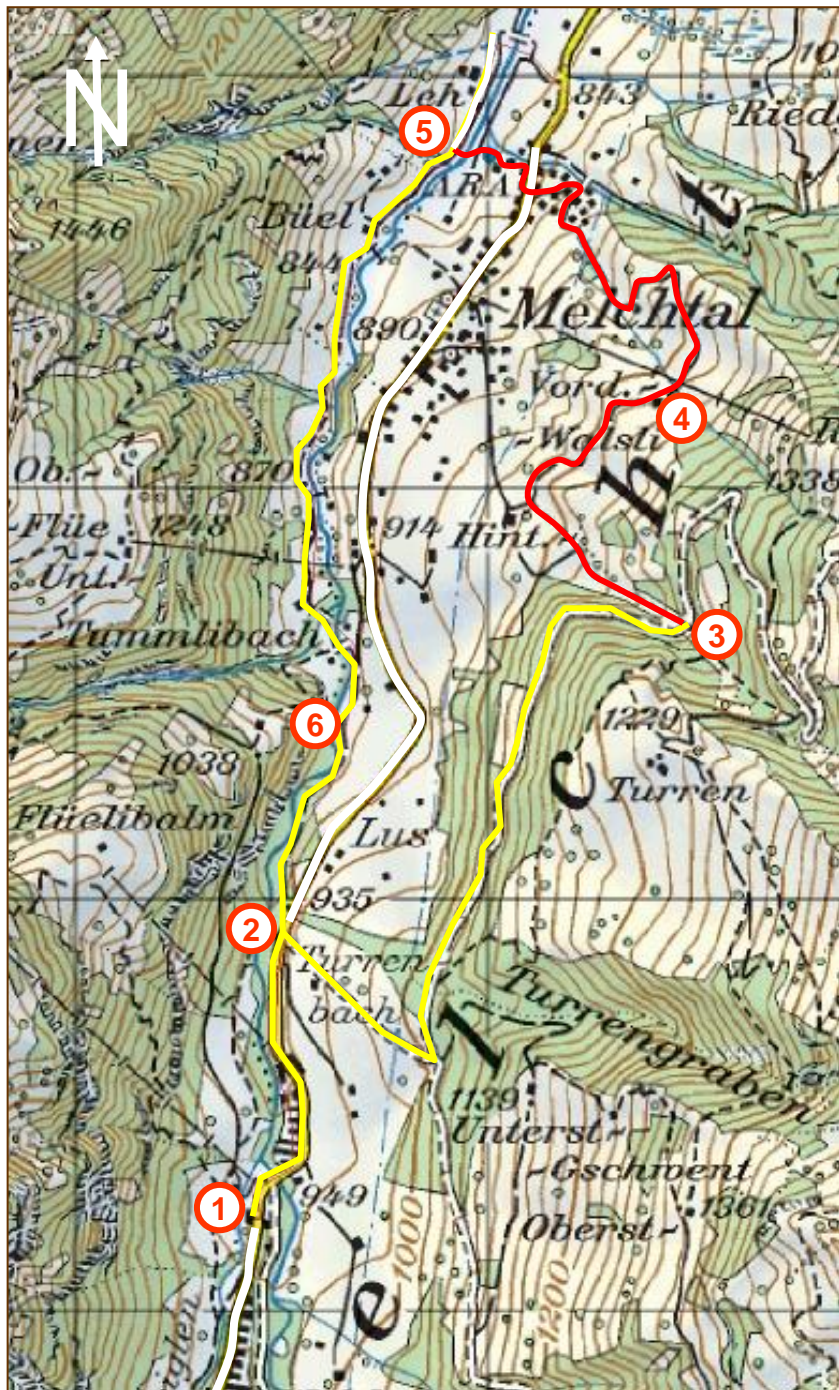 1200
N
Leh
5
843
Ried
ARA
Büel
1446
844
t
Melchtal
890
Vord.-
4
-Walsli
Ob.-
870
h
1338
-Flüe
1248
914
Hint.-
Unt.-
Tummlibach
3
6
1229
1038
c
Turren
Flüelibalm
Lus
935
2
Turren
bach
Turrengraben
l
1139
Unterst-
-Gschwent
1
949
1361
Oberst-
1000
e
1200